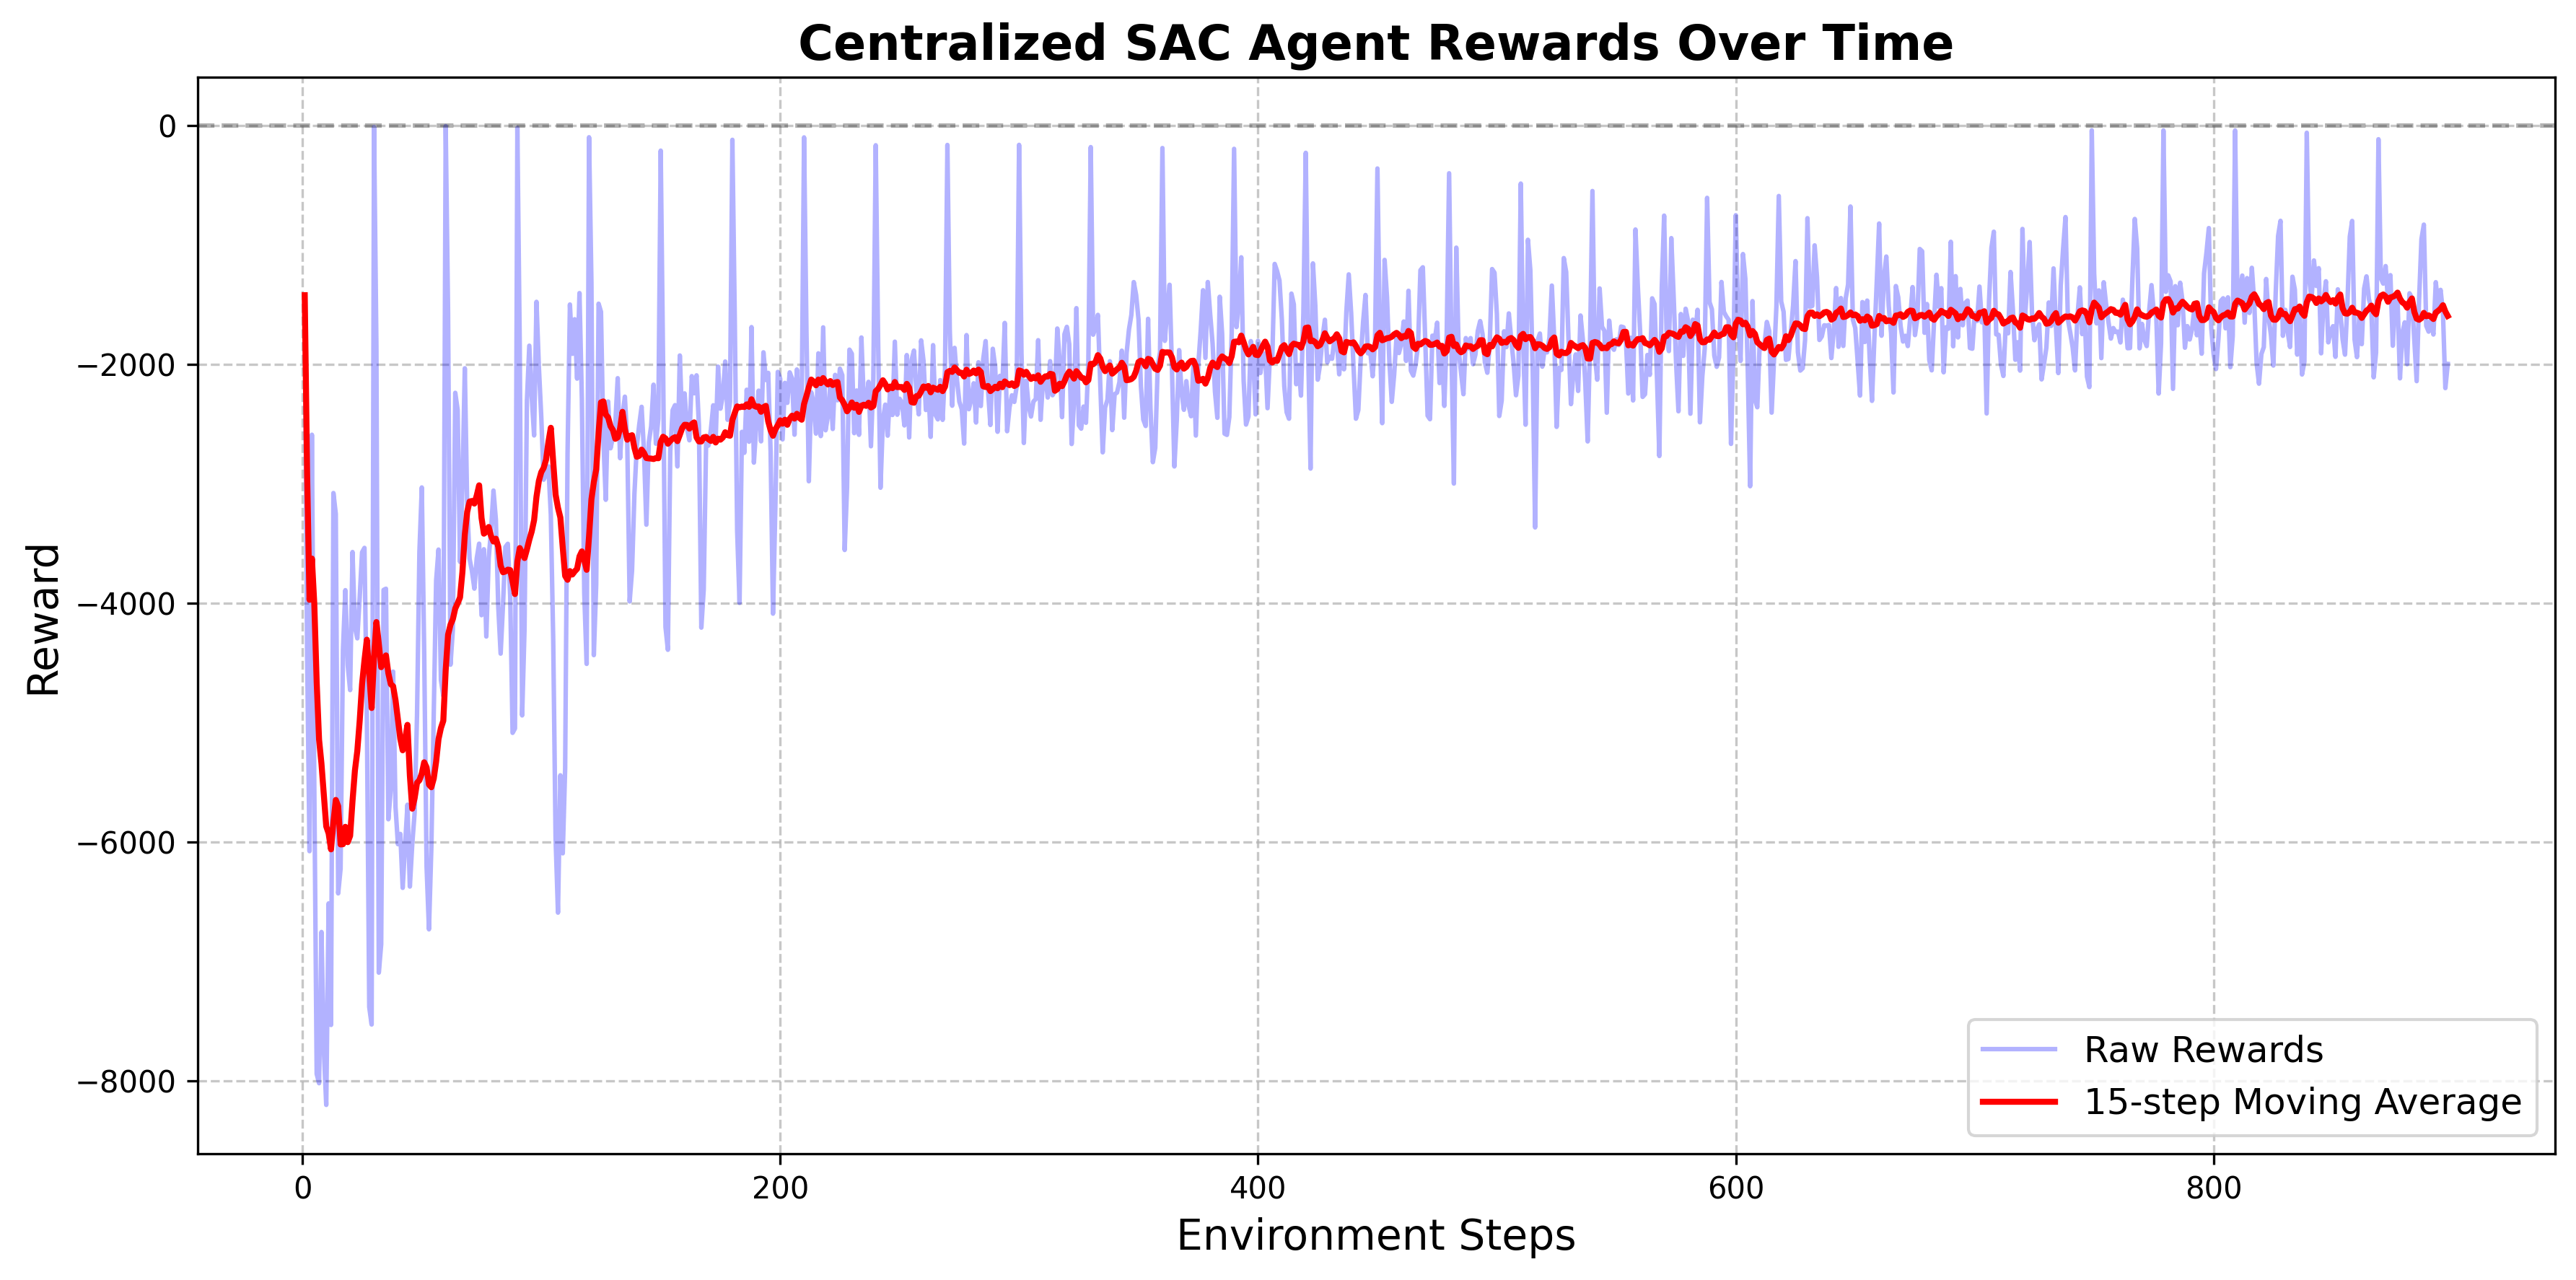 Centralized SAC Agent Rewards Over Time
0
−2000
−4000
−6000
−8000
Reward
0
200
400
600
800
Environment Steps
Raw Rewards
15-step Moving Average